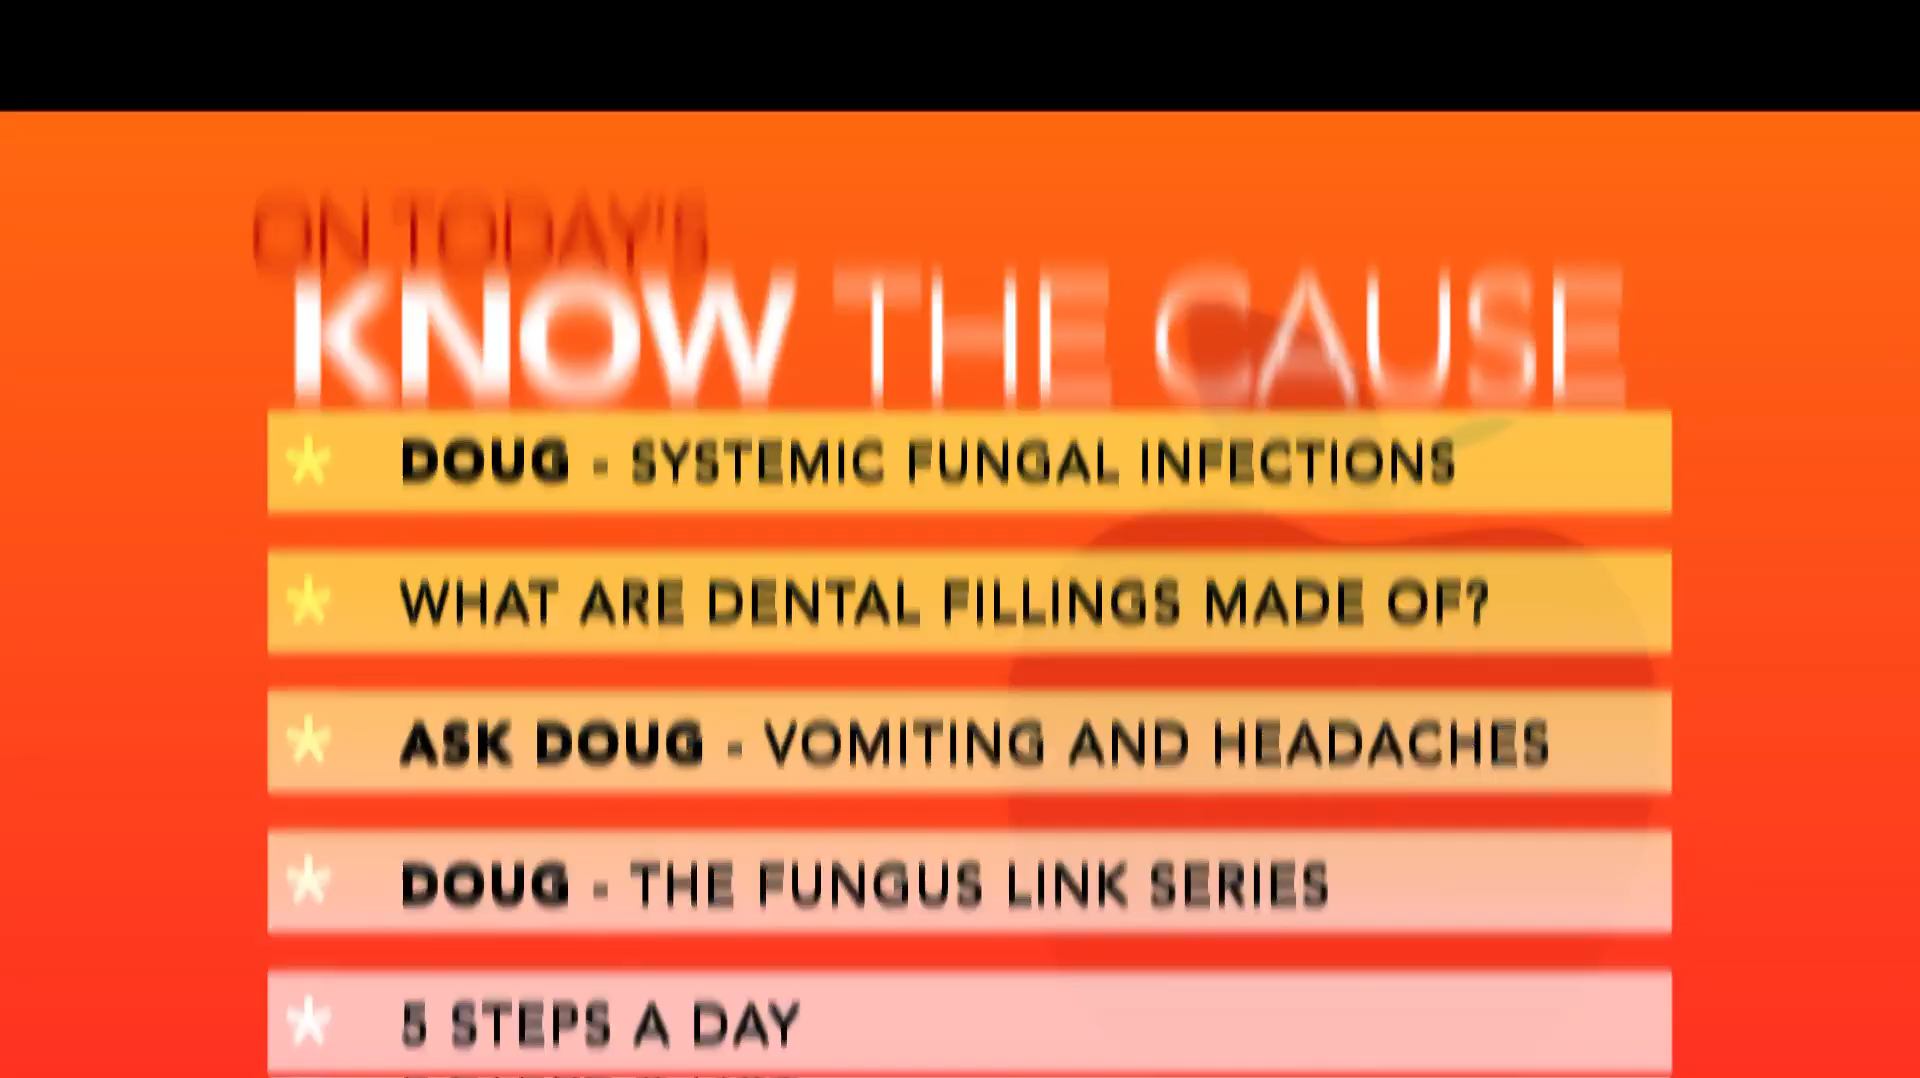 ON TODAY'S
KNOW THE CAUSE
* DOUG - SYSTEMIC FUNGAL INFECTIONS
* WHAT ARE DENTAL FILLINGS MADE OF?
* ASK DOUG - VOMITING AND HEADACHES
* DOUG - THE FUNGUS LINK SERIES
* 5 STEPS A DAY